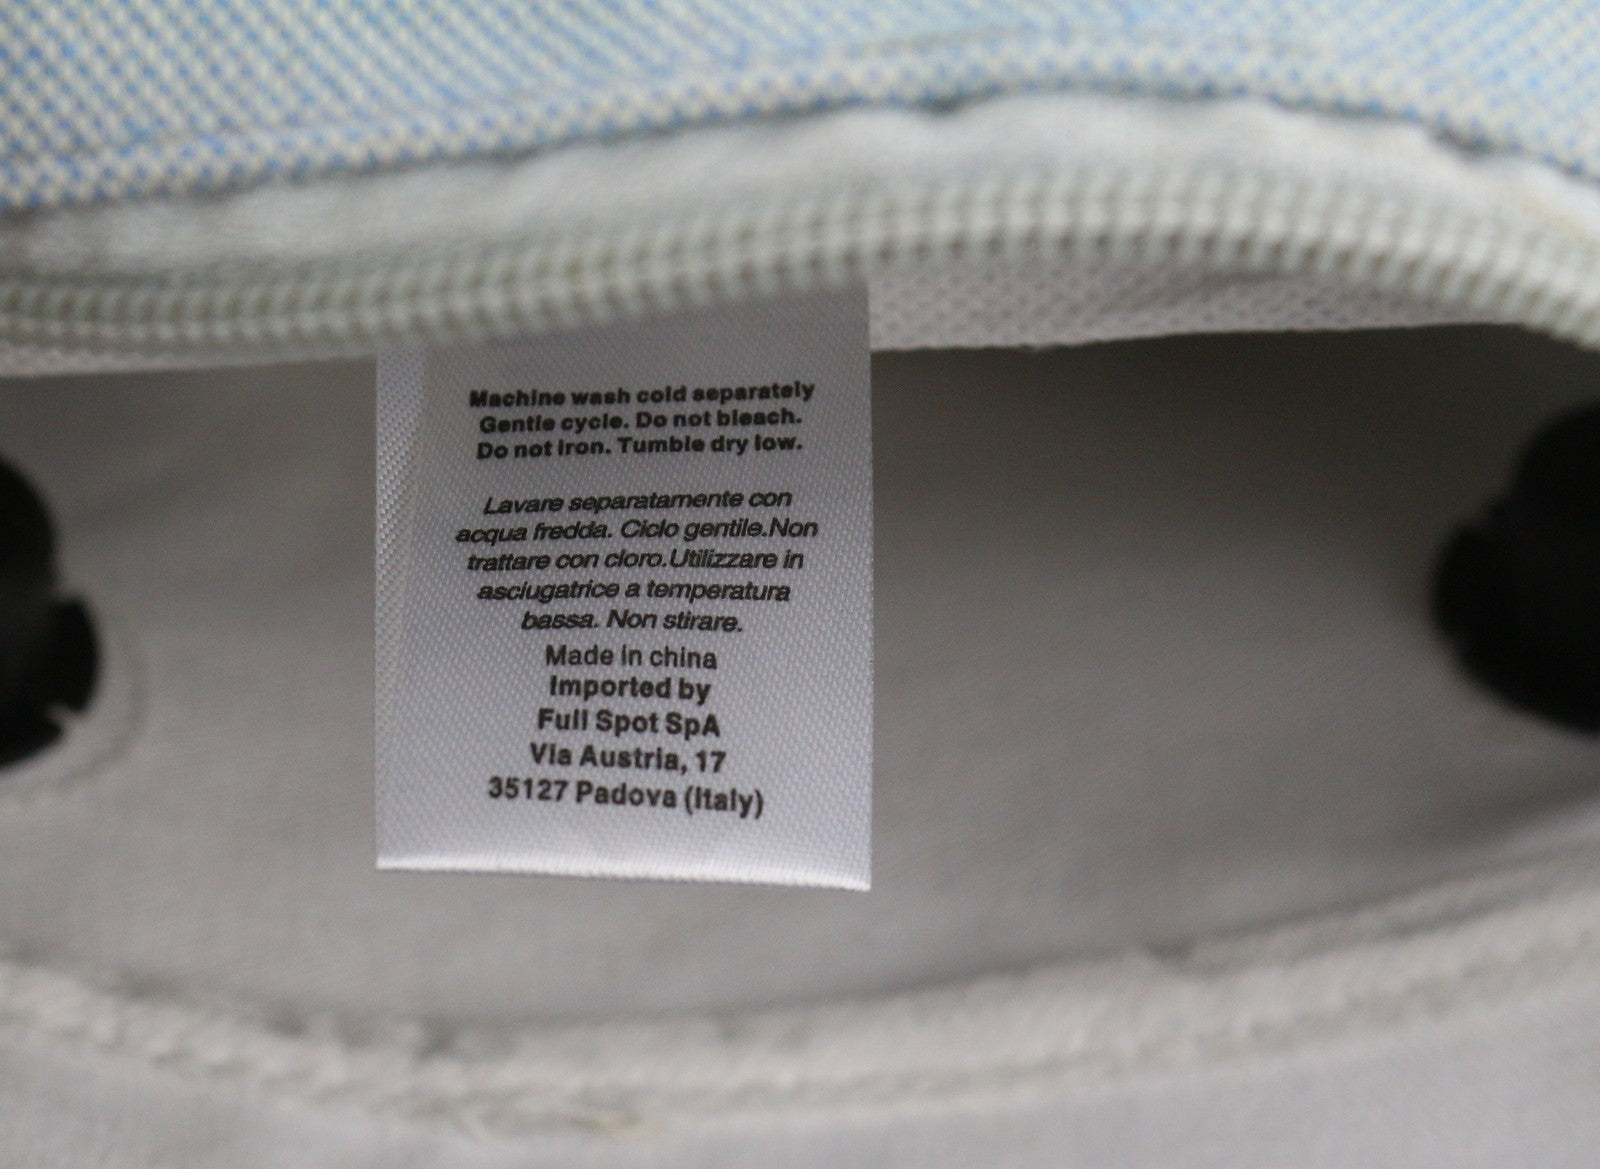 Machine wash cold separately
Gentle cycle. Do not bleach.
Do not iron. Tumble dry low.
Lavare separatamente con
acqua fredda. Ciclo gentile.Non
trattare con cloro.Utilizzare in
asciugatrice a temperatura
bassa. Non stirare.
Made in china
Imported by
Full Spot SpA
Via Austria, 17
35127 Padova (Italy)